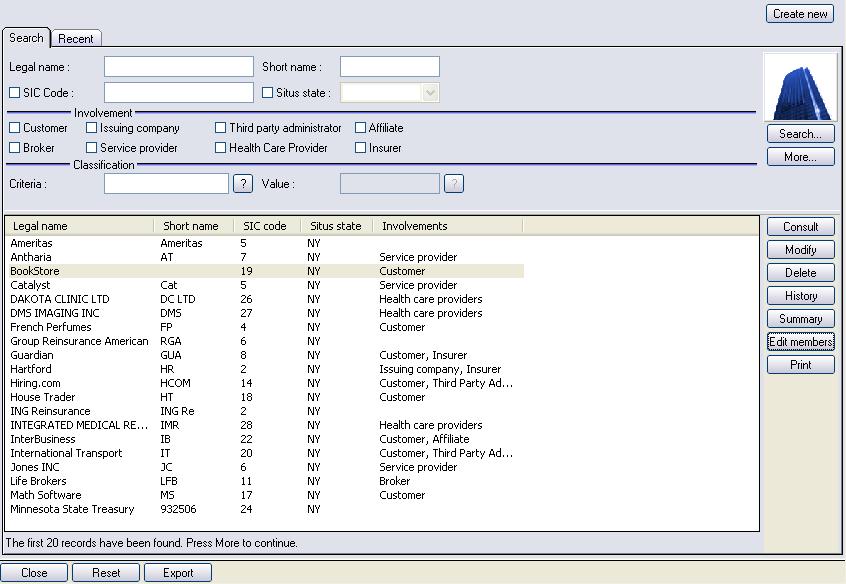 Create new
Search Recent
Legal name : Short name :
SIC Code : Situs state :
Involvement
Customer Issuing company Third party administrator Affiliate
Search...
Broker Service provider Health Care Provider Insurer
More...
Classification
Criteria : ? Value : ?
Legal name Short name SIC code Situs state Involvements
Ameritas Ameritas 5 NY
Antharia AT 7 NY Service provider
BookStore 19 NY Customer
Catalyst Cat 5 NY Service provider
DAKOTA CLINIC LTD DC LTD 26 NY Health care providers
DMS IMAGING INC DMS 27 NY Health care providers
French Perfumes FP 4 NY Customer
Group Reinsurance American RGA 6 NY
Guardian GUA 8 NY Customer, Insurer
Hartford HR 2 NY Issuing company, Insurer
Hiring.com HCOM 14 NY Customer, Third Party Ad...
House Trader HT 18 NY Customer
ING Reinsurance ING Re 2 NY
INTEGRATED MEDICAL RE... IMR 28 NY Health care providers
InterBusiness IB 22 NY Customer, Affiliate
International Transport IT 20 NY Customer, Third Party Ad...
Jones INC JC 6 NY Service provider
Life Brokers LFB 11 NY Broker
Math Software MS 17 NY Customer
Minnesota State Treasury 932506 24 NY
Consult
Modify
Delete
History
Summary
Edit members
Print
The first 20 records have been found. Press More to continue.
Close Reset Export